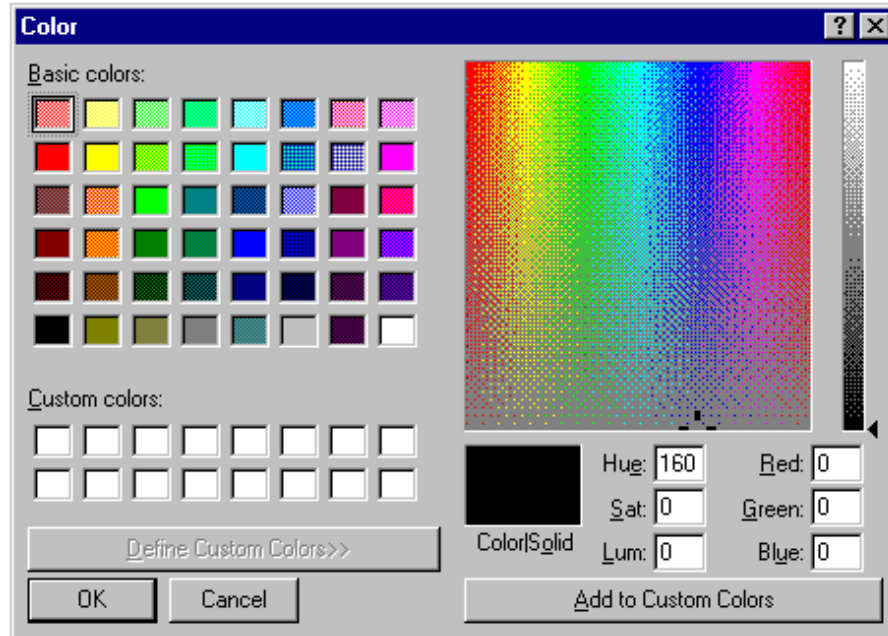 Color
Basic colors:
Custom colors:
Define Custom Colors>>
OK Cancel
Color|Solid
Hue: 160 Red: 0
Sat: 0 Green: 0
Lum: 0 Blue: 0
Add to Custom Colors